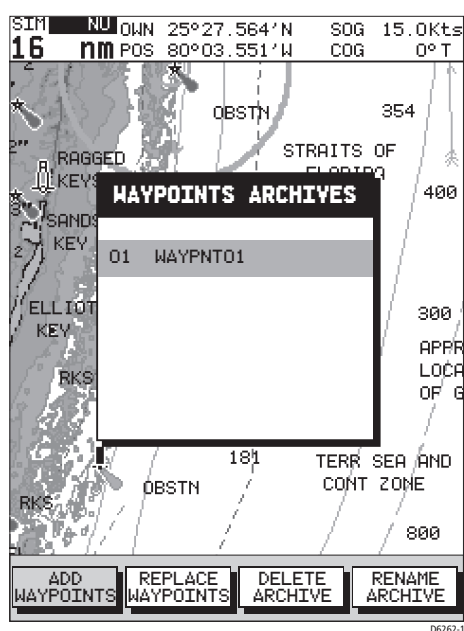 SIM NU OWN 25°27.564'N SOG 15.0Kts
16 nm POS 80°03.551'W COG 0°T
OBSTN 354
STRAITS OF
RAGGED
KEYS
WAYPOINTS ARCHIVES
400
SANDS
KEY
2
01 WAYPNT01
ELLIOT
KEY
300
APPR
LOCA
OF G
RKS
181
TERR SEA AND
CONT ZONE
OBSTN
RKS
800
ADD WAYPOINTS
REPLACE WAYPOINTS
DELETE ARCHIVE
RENAME ARCHIVE
D6262-1